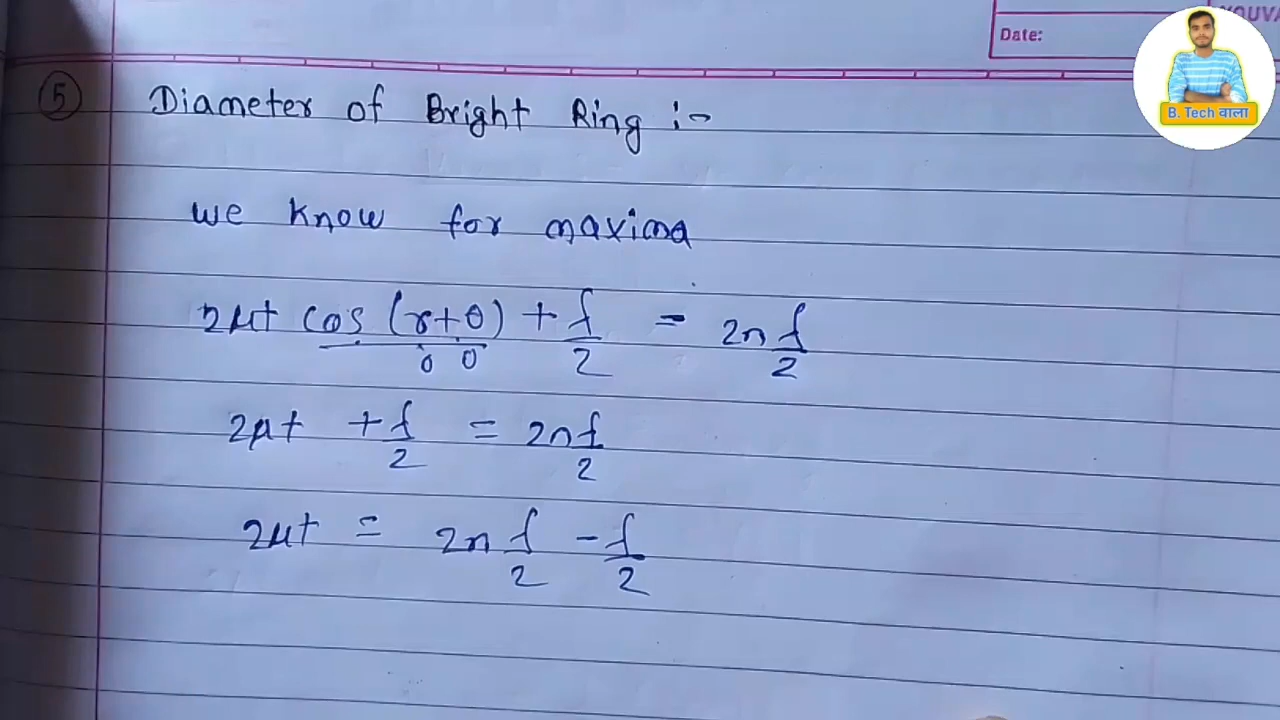 YOUVA
Date:
B. Tech वाला
⑤ Diameter of Bright Ring :-
we know for maxima
2μt cos (r+θ) + λ/2 = 2n λ/2
0 0
2μt + λ/2 = 2n λ/2
2μt = 2n λ/2 - λ/2